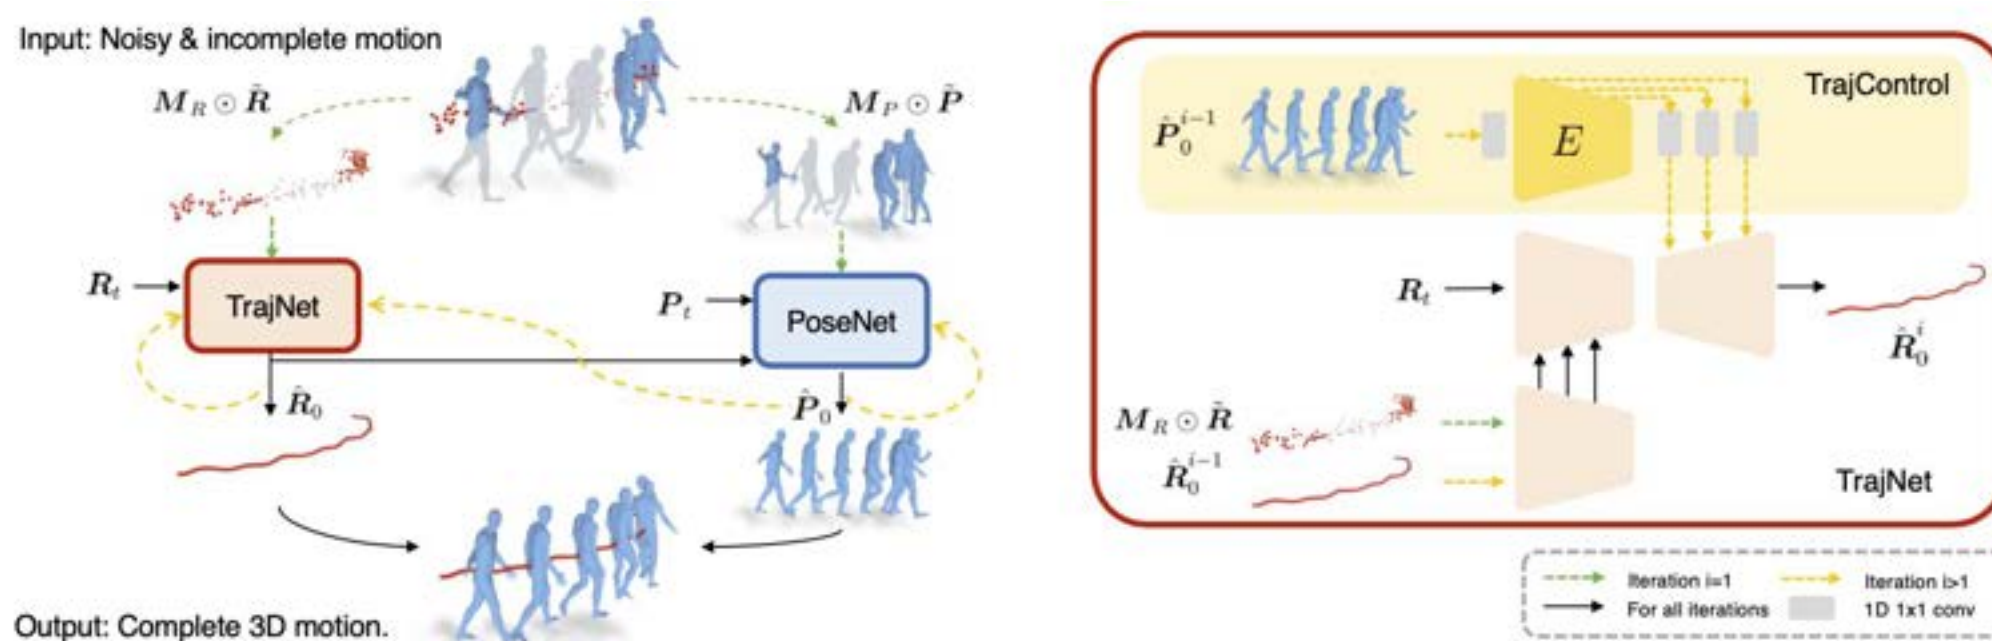 Input: Noisy & incomplete motion
M_R ⊙ R̃
M_P ⊙ P̃
R_t
TrajNet
P_t
PoseNet
R̂_0
P̂_0
Output: Complete 3D motion.
TrajControl
P̂_0^{i-1}
E
R_t
R̂_0^i
M_R ⊙ R̃
R̂_0^{i-1}
TrajNet
Iteration i=1
Iteration i>1
For all iterations
1D 1x1 conv